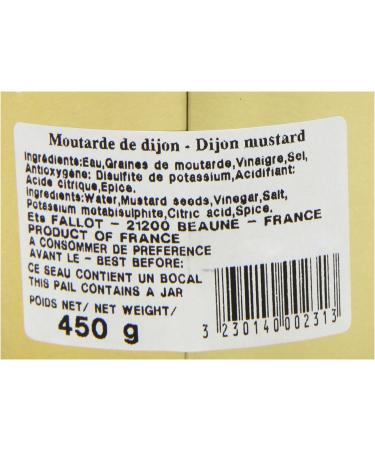 Moutarde de dijon - Dijon mustard
Ingrédients:Eau,Graines de moutarde,Vinaigre,Sel,
Antioxygène: Disulfite de potassium,Acidifiant:
Acide citrique,Epice.
Ingredients:Water,Mustard seeds,Vinegar,Salt,
Potassium metabisulphite,Citric acid,Spice.
Ets FALLOT - 21200 BEAUNE - FRANCE
PRODUCT OF FRANCE
A CONSOMMER DE PREFERENCE
AVANT LE - BEST BEFORE:
CE SEAU CONTIENT UN BOCAL
THIS PAIL CONTAINS A JAR
POIDS NET/ NET WEIGHT/
450 g
3 230140 002313